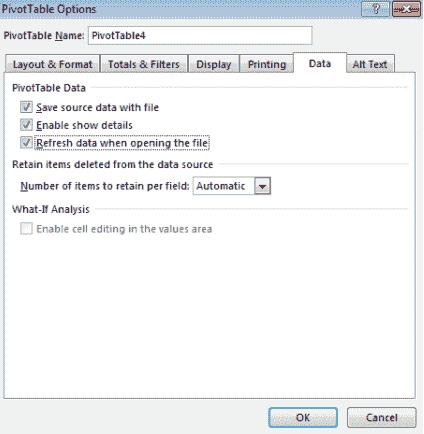 PivotTable Options
PivotTable Name: PivotTable4
Layout & Format Totals & Filters Display Printing Data Alt Text
PivotTable Data
Save source data with file
Enable show details
Refresh data when opening the file
Retain items deleted from the data source
Number of items to retain per field: Automatic
What-If Analysis
Enable cell editing in the values area
OK Cancel